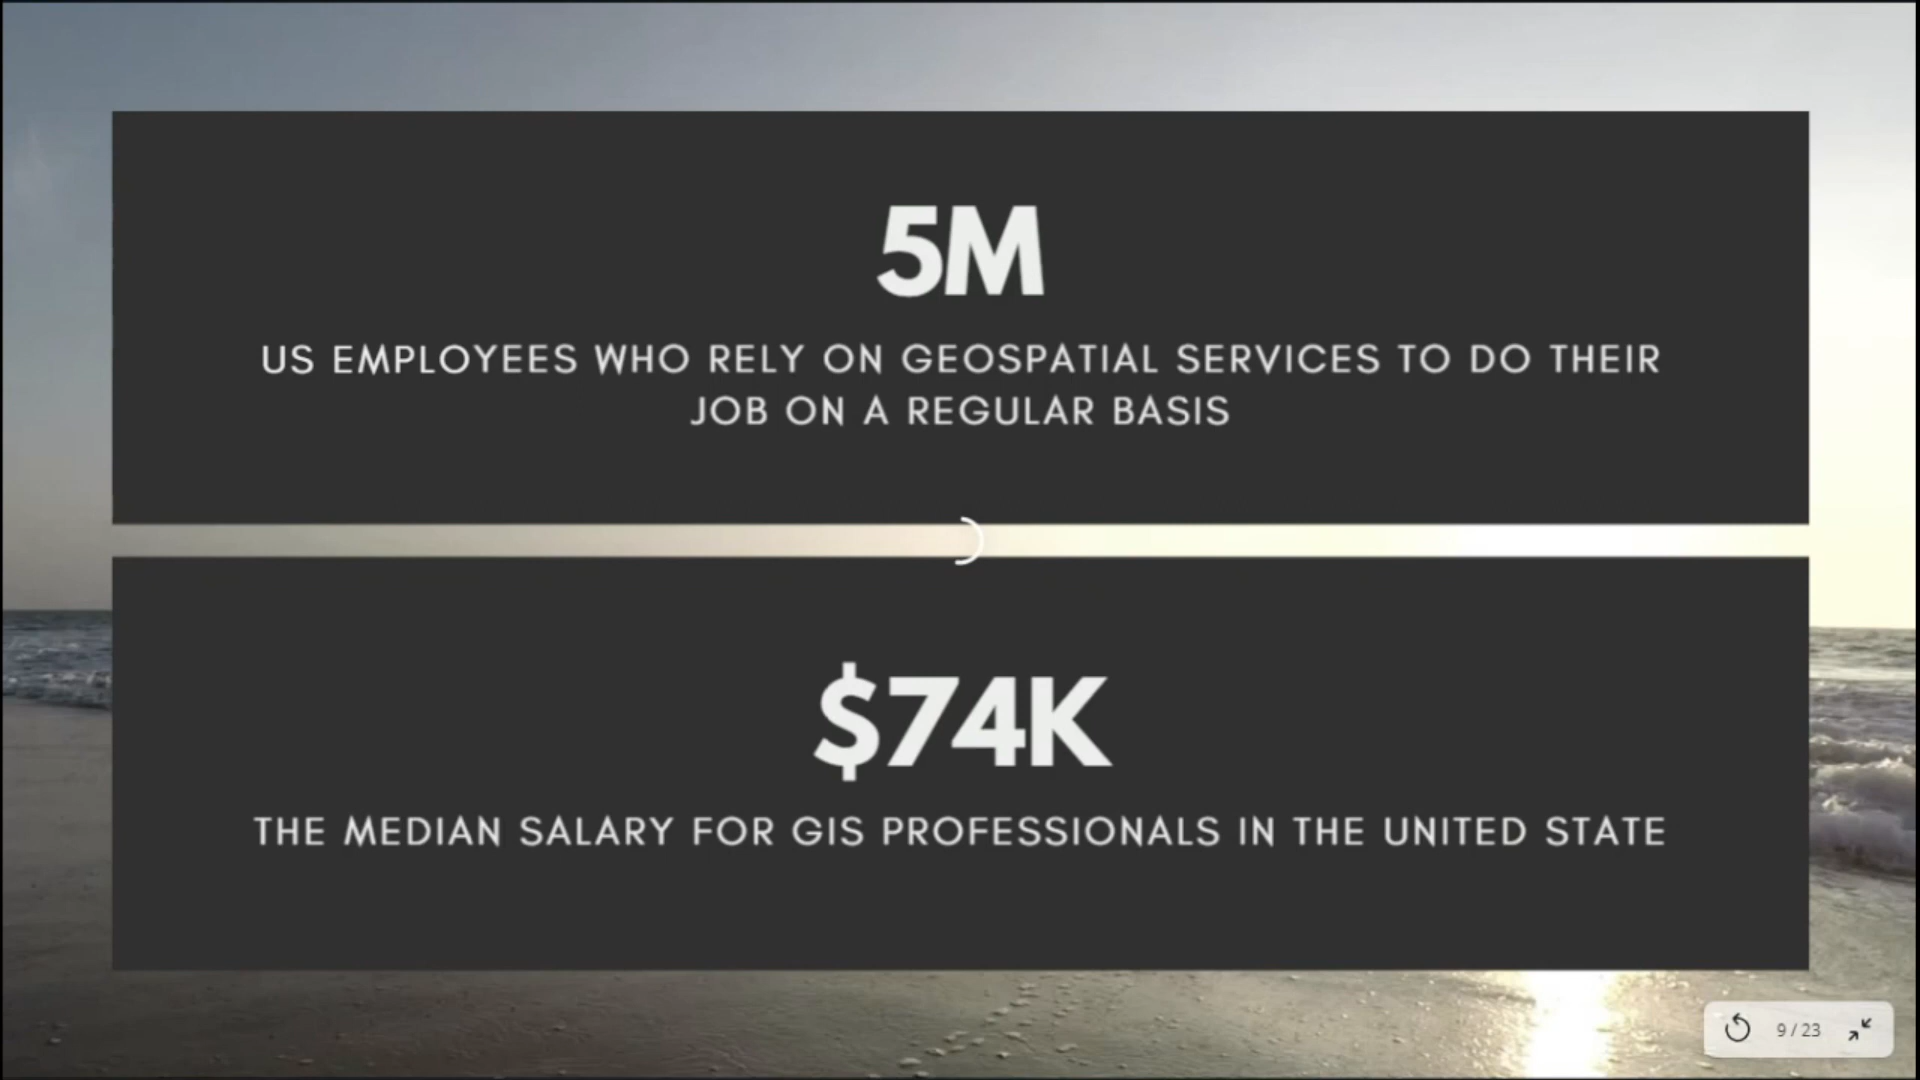 5M
US EMPLOYEES WHO RELY ON GEOSPATIAL SERVICES TO DO THEIR
JOB ON A REGULAR BASIS
$74K
THE MEDIAN SALARY FOR GIS PROFESSIONALS IN THE UNITED STATE
9 / 23